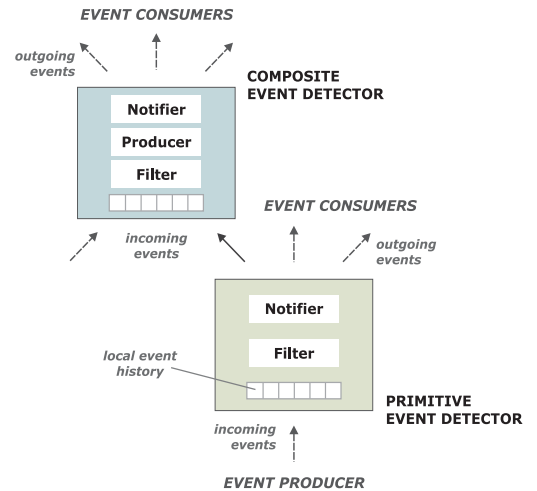 EVENT CONSUMERS
outgoing
events
COMPOSITE
EVENT DETECTOR
Notifier
Producer
Filter
incoming
events
EVENT CONSUMERS
outgoing
events
Notifier
Filter
local event
history
PRIMITIVE
EVENT DETECTOR
incoming
events
EVENT PRODUCER